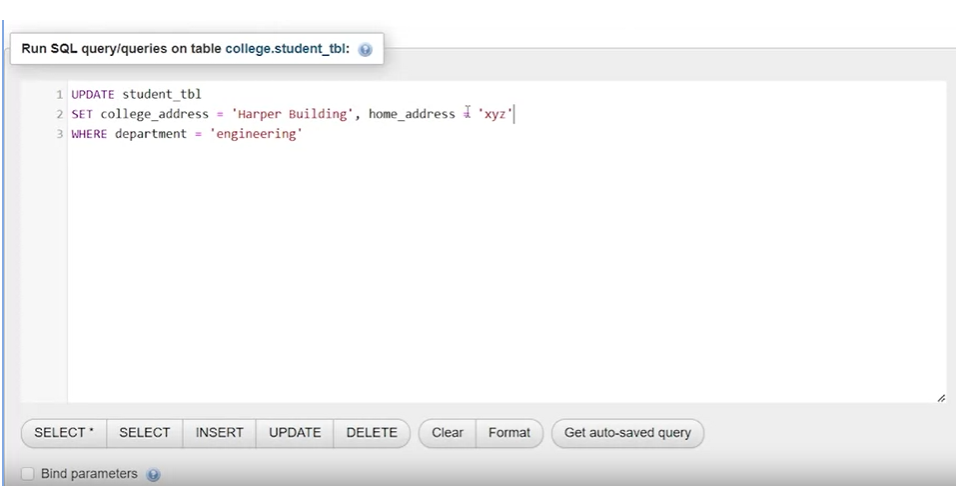 Run SQL query/queries on table college.student_tbl:
1 UPDATE student_tbl
2 SET college_address = 'Harper Building', home_address = 'xyz'
3 WHERE department = 'engineering'
SELECT * SELECT INSERT UPDATE DELETE Clear Format Get auto-saved query
Bind parameters